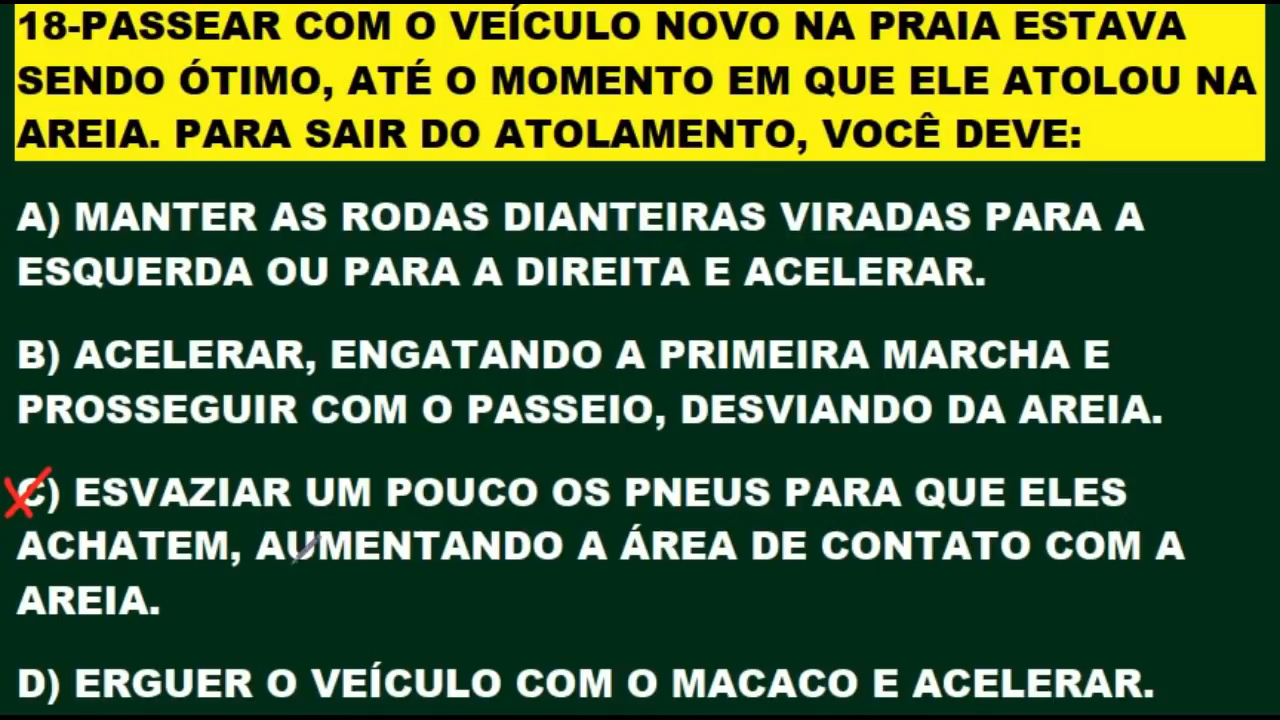 18-PASSEAR COM O VEÍCULO NOVO NA PRAIA ESTAVA
SENDO ÓTIMO, ATÉ O MOMENTO EM QUE ELE ATOLOU NA
AREIA. PARA SAIR DO ATOLAMENTO, VOCÊ DEVE:
A) MANTER AS RODAS DIANTEIRAS VIRADAS PARA A
ESQUERDA OU PARA A DIREITA E ACELERAR.
B) ACELERAR, ENGATANDO A PRIMEIRA MARCHA E
PROSSEGUIR COM O PASSEIO, DESVIANDO DA AREIA.
C) ESVAZIAR UM POUCO OS PNEUS PARA QUE ELES
ACHATEM, AUMENTANDO A ÁREA DE CONTATO COM A
AREIA.
D) ERGUER O VEÍCULO COM O MACACO E ACELERAR.